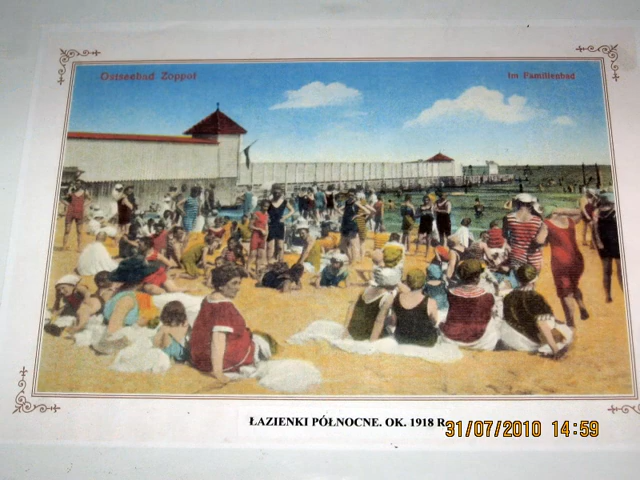 Ostseebad Zoppot
Im Familienbad
ŁAZIENKI PÓŁNOCNE. OK. 1918 R.
31/07/2010 14:59